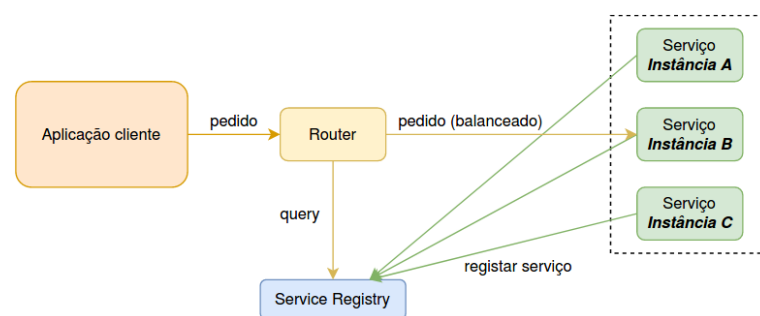 Serviço
Instância A
Aplicação cliente
pedido
Router
pedido (balanceado)
Serviço
Instância B
query
Serviço
Instância C
registar serviço
Service Registry